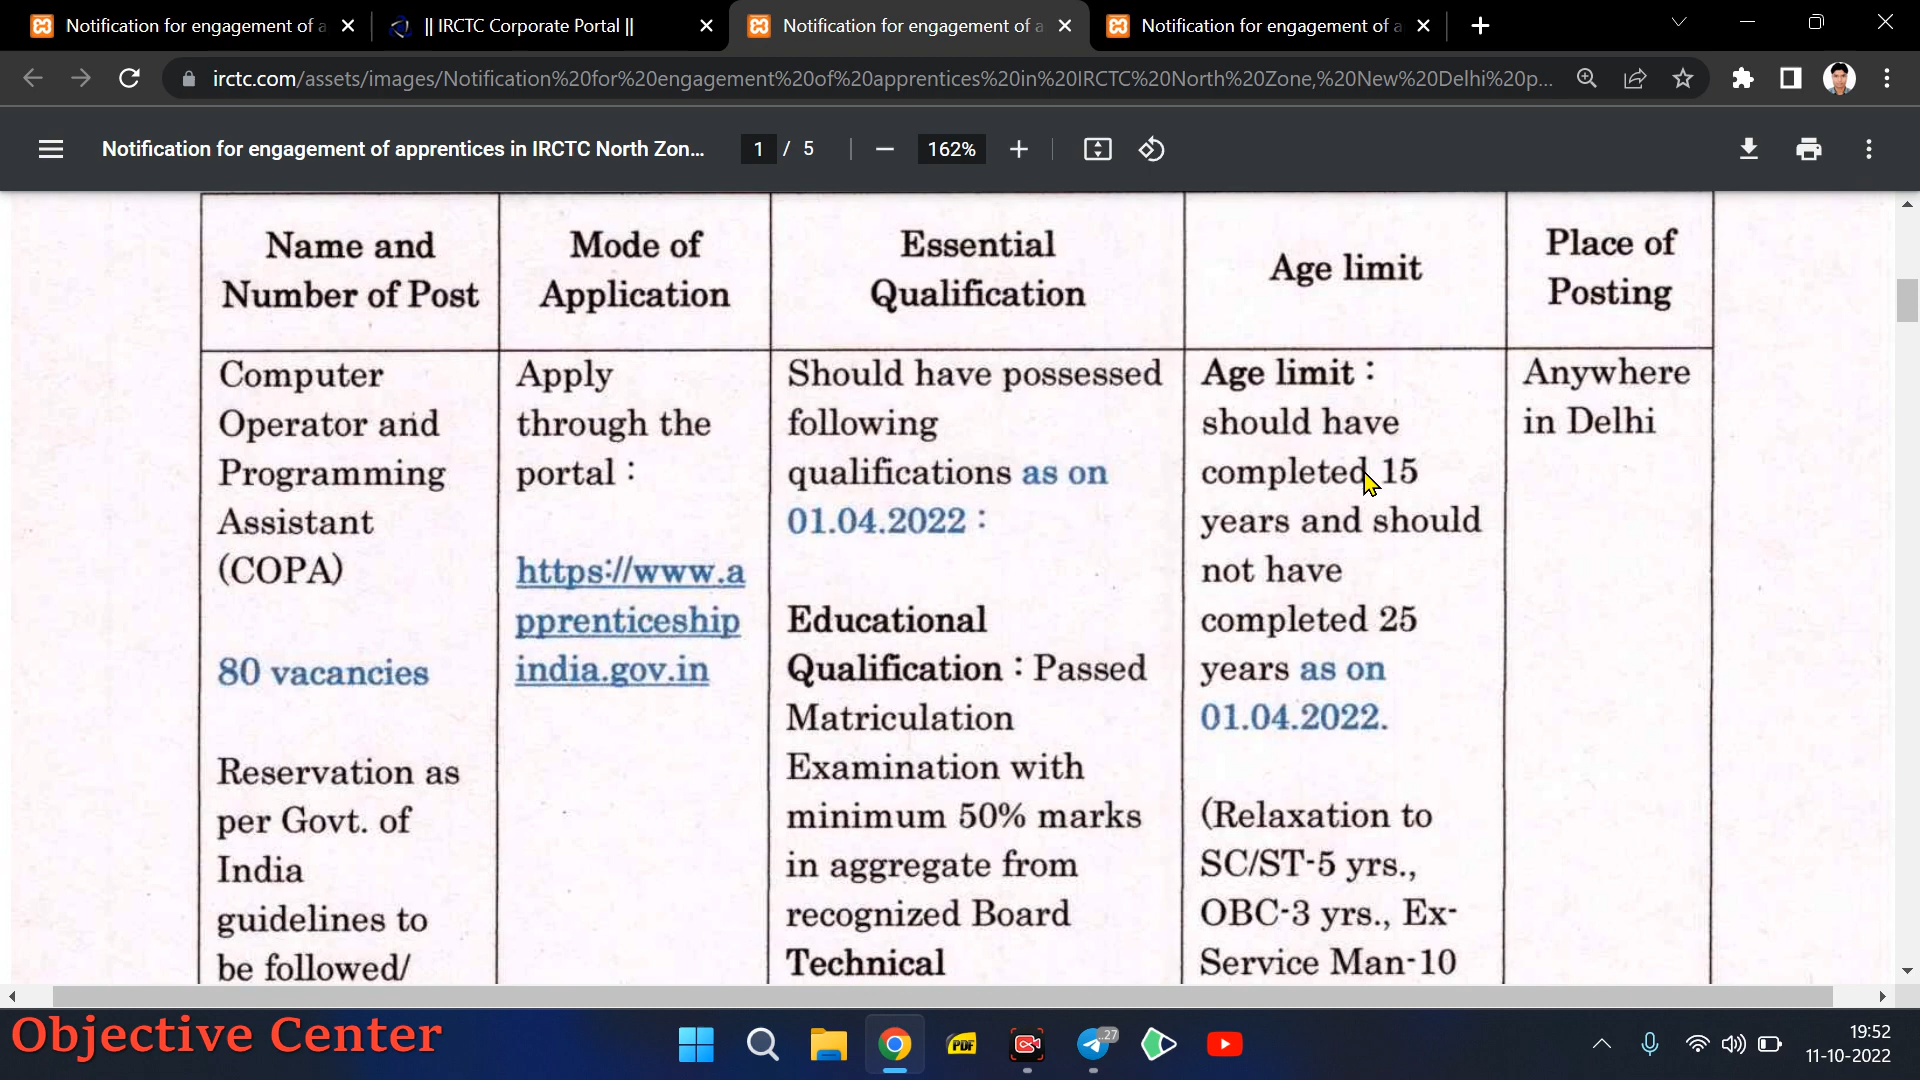 Notification for engagement of a
|| IRCTC Corporate Portal ||
Notification for engagement of a
Notification for engagement of a
irctc.com/assets/images/Notification%20for%20engagement%20of%20apprentices%20in%20IRCTC%20North%20Zone,%20New%20Delhi%20p...
Notification for engagement of apprentices in IRCTC North Zon...
1 / 5
162%
Name and
Number of Post
Mode of
Application
Essential
Qualification
Age limit
Place of
Posting
Computer
Operator and
Programming
Assistant
(COPA)
80 vacancies
Reservation as
per Govt. of
India
guidelines to
be followed/
Apply
through the
portal :
https://www.a
pprenticeship
india.gov.in
Should have possessed
following
qualifications as on
01.04.2022 :
Educational
Qualification : Passed
Matriculation
Examination with
minimum 50% marks
in aggregate from
recognized Board
Technical
Age limit :
should have
completed 15
years and should
not have
completed 25
years as on
01.04.2022.
(Relaxation to
SC/ST-5 yrs.,
OBC-3 yrs., Ex-
Service Man-10
Anywhere
in Delhi
Objective Center
PDF
27
19:52
11-10-2022